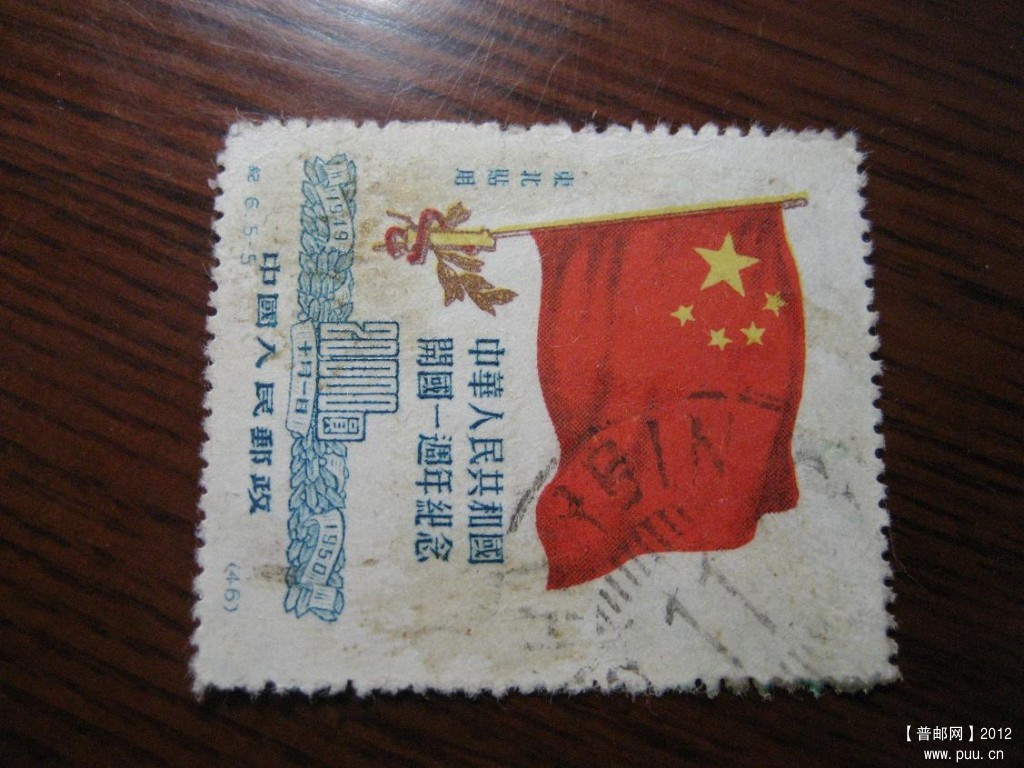 東北貼用
中華人民共和國
開國一週年紀念
20000圓
1949
十月一日
1950
中國人民郵政
紀6.5-5
(46)
【普邮网】2012
www.puu.cn